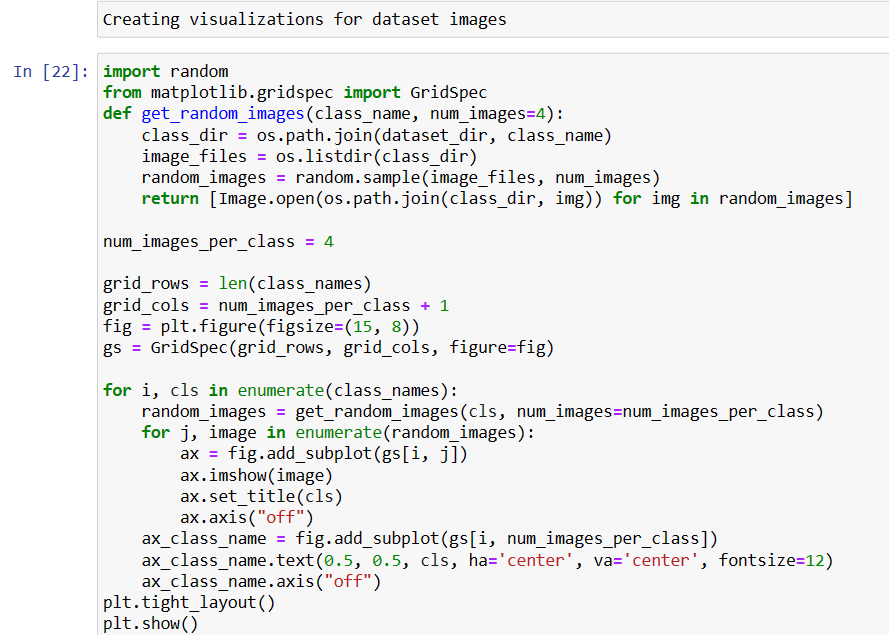 Creating visualizations for dataset images
In [22]:
import random
from matplotlib.gridspec import GridSpec
def get_random_images(class_name, num_images=4):
    class_dir = os.path.join(dataset_dir, class_name)
    image_files = os.listdir(class_dir)
    random_images = random.sample(image_files, num_images)
    return [Image.open(os.path.join(class_dir, img)) for img in random_images]

num_images_per_class = 4

grid_rows = len(class_names)
grid_cols = num_images_per_class + 1
fig = plt.figure(figsize=(15, 8))
gs = GridSpec(grid_rows, grid_cols, figure=fig)

for i, cls in enumerate(class_names):
    random_images = get_random_images(cls, num_images=num_images_per_class)
    for j, image in enumerate(random_images):
        ax = fig.add_subplot(gs[i, j])
        ax.imshow(image)
        ax.set_title(cls)
        ax.axis("off")
    ax_class_name = fig.add_subplot(gs[i, num_images_per_class])
    ax_class_name.text(0.5, 0.5, cls, ha='center', va='center', fontsize=12)
    ax_class_name.axis("off")
plt.tight_layout()
plt.show()